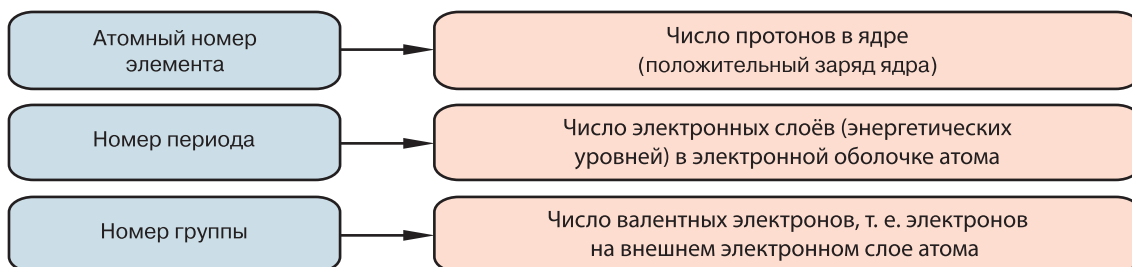 Атомный номер
элемента
Число протонов в ядре
(положительный заряд ядра)
Номер периода
Число электронных слоёв (энергетических
уровней) в электронной оболочке атома
Номер группы
Число валентных электронов, т. е. электронов
на внешнем электронном слое атома